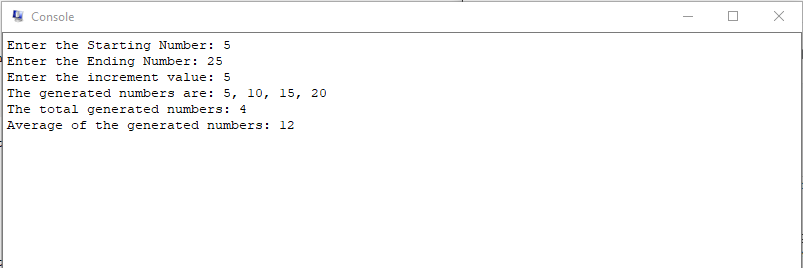 Console
Enter the Starting Number: 5
Enter the Ending Number: 25
Enter the increment value: 5
The generated numbers are: 5, 10, 15, 20
The total generated numbers: 4
Average of the generated numbers: 12